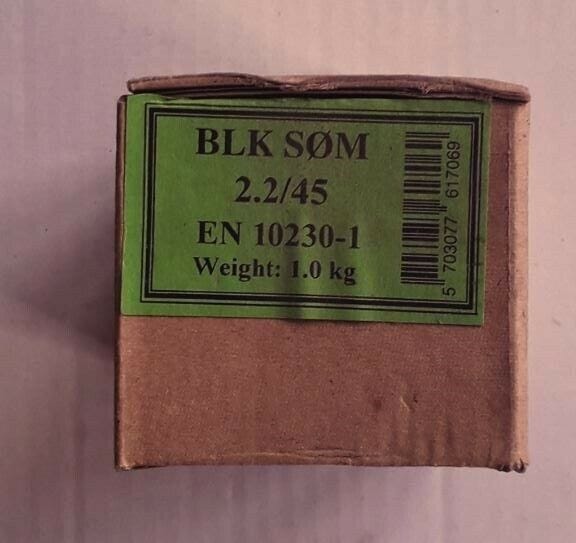 BLK SØM
2.2/45
EN 10230-1
Weight: 1.0 kg
5 703077 617069